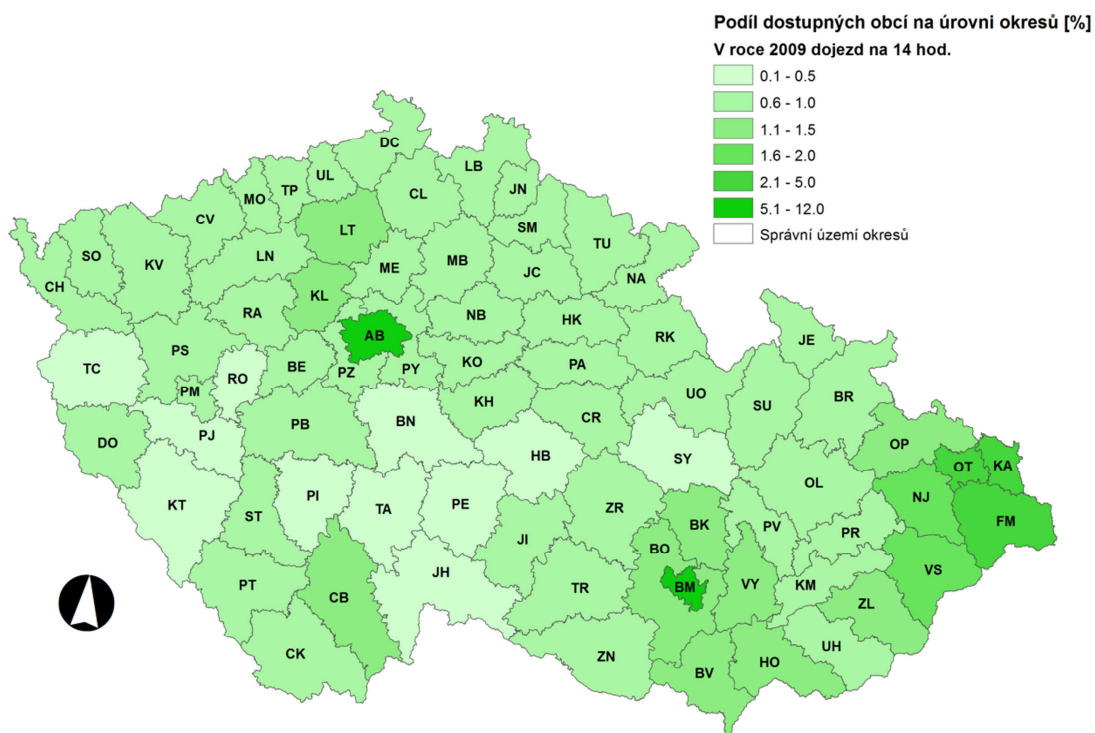 Podíl dostupných obcí na úrovni okresů [%]
V roce 2009 dojezd na 14 hod.
0.1 - 0.5
0.6 - 1.0
1.1 - 1.5
1.6 - 2.0
2.1 - 5.0
5.1 - 12.0
Správní území okresů
DC
LB
UL
TP
MO
CL
JN
CV
SM
LT
TU
LN
ME
MB
JC
SO
KV
NA
CH
KL
RA
NB
HK
AB
RK
JE
PS
TC
RO
BE
PZ
PY
KO
PA
PM
UO
SU
BR
KH
CR
PB
BN
PJ
DO
HB
SY
OP
OT
KA
OL
NJ
KT
ST
PI
TA
PE
ZR
FM
BK
PV
PR
JI
BO
VS
JH
PT
CB
TR
BM
VY
KM
ZL
CK
ZN
UH
BV
HO